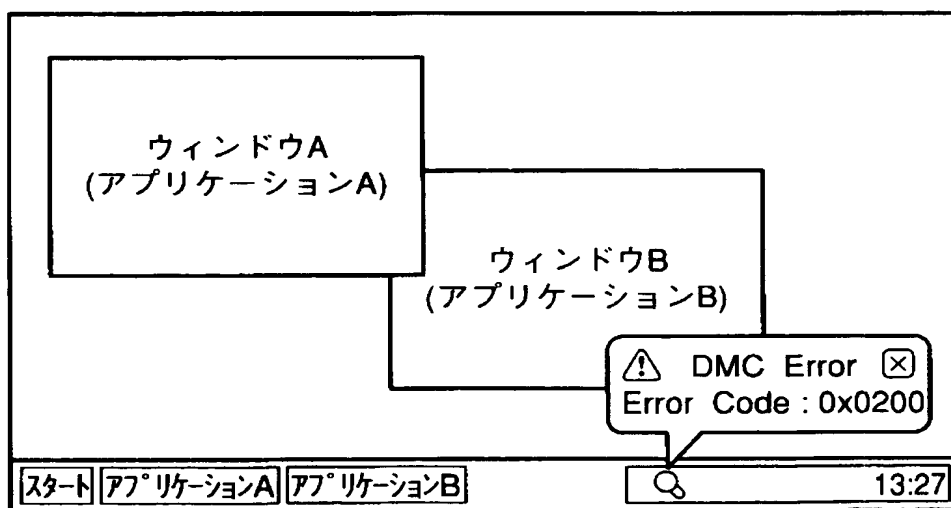 ウィンドウA
(アプリケーションA)
ウィンドウB
(アプリケーションB)
DMC Error
Error Code : 0x0200
スタート アプリケーションA アプリケーションB 13:27